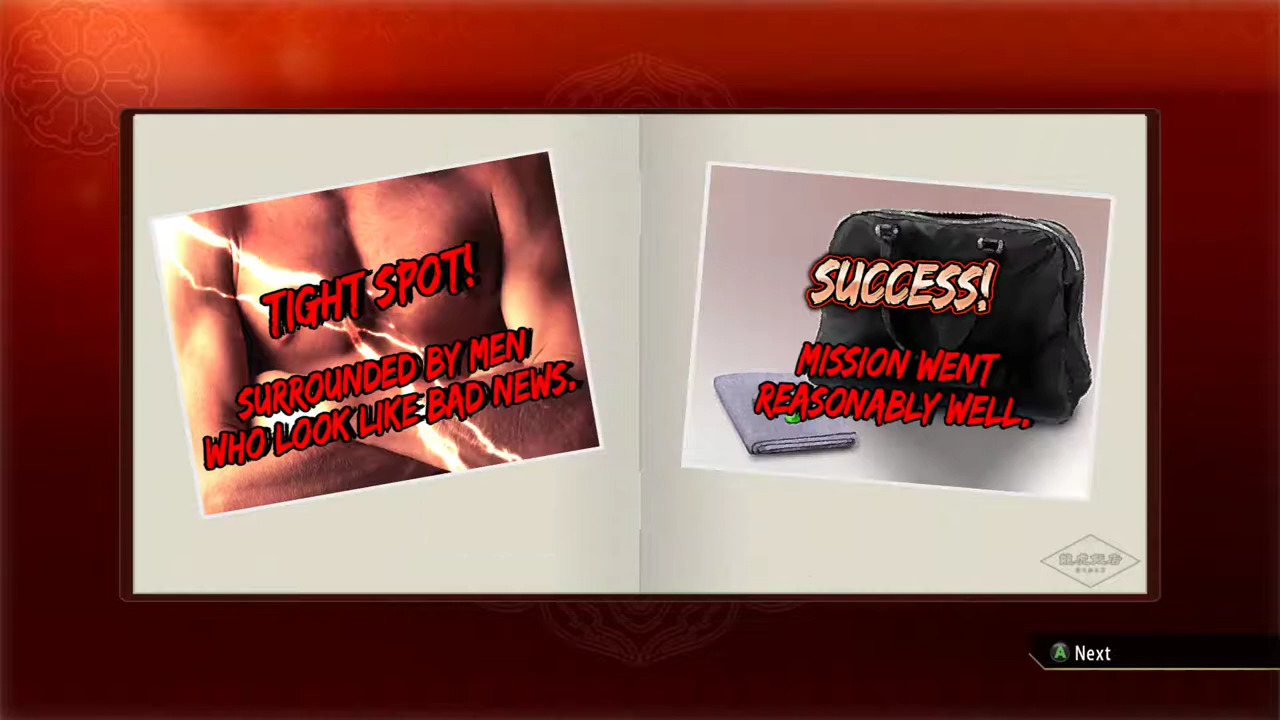 TIGHT SPOT!
SURROUNDED BY MEN
WHO LOOK LIKE BAD NEWS.
SUCCESS!
MISSION WENT
REASONABLY WELL.
A Next